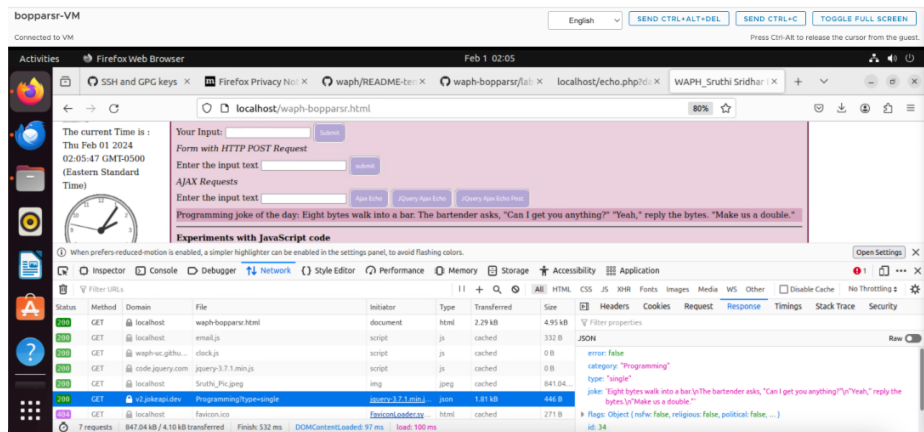 bopparsr-VM
English
SEND CTRL+ALT+DEL
SEND CTRL+C
TOGGLE FULL SCREEN
Connected to VM
Press Ctrl-Alt to release the cursor from the guest.
Activities
Firefox Web Browser
Feb 1 02:05
SSH and GPG keys
Firefox Privacy No
waph/README-ter
waph-bopparsr/lab
localhost/echo.php?d
WAPH_Sruthi Sridhar
localhost/waph-bopparsr.html
80%
The current Time is :
Thu Feb 01 2024
02:05:47 GMT-0500
(Eastern Standard
Time)
Your Input:
Submit
Form with HTTP POST Request
Enter the input text
submit
AJAX Requests
Enter the input text
Ajax Echo
JQuery Ajax Echo
JQuery Ajax Echo Post
Programming joke of the day: Eight bytes walk into a bar. The bartender asks, "Can I get you anything?" "Yeah," reply the bytes. "Make us a double."
Experiments with JavaScript code
When prefers-reduced-motion is enabled, a simpler highlighter can be enabled in the settings panel, to avoid flashing colors.
Open Settings
Inspector Console Debugger Network Style Editor Performance Memory Storage Accessibility Application
1
Filter URLs
All HTML CSS JS XHR Fonts Images Media WS Other
Disable Cache
No Throttling
Status Method Domain File Initiator Type Transferred Size
200 GET localhost waph-bopparsr.html document html 2.29 kB 4.95 kB
200 GET localhost email.js script js cached 332 B
200 GET waph-uc.githu... clock.js script js cached 0 B
200 GET code.jquery.com jquery-3.7.1.min.js script js cached 0 B
200 GET localhost Sruthi_Pic.jpeg img jpeg cached 841.04...
200 GET v2.jokeapi.dev Programming?type=single jquery-3.7.1.min.j... json 1.81 kB 446 B
404 GET localhost favicon.ico FaviconLoader.sy... html cached 271 B
7 requests 847.04 kB / 4.10 kB transferred Finish: 532 ms DOMContentLoaded: 97 ms load: 100 ms
Headers Cookies Request Response Timings Stack Trace Security
Filter properties
JSON
Raw
error: false
category: "Programming"
type: "single"
joke: "Eight bytes walk into a bar.\nThe bartender asks, "Can I get you anything?"\n"Yeah," reply the
bytes.\n"Make us a double.""
flags: Object { nsfw: false, religious: false, political: false, ... }
id: 34